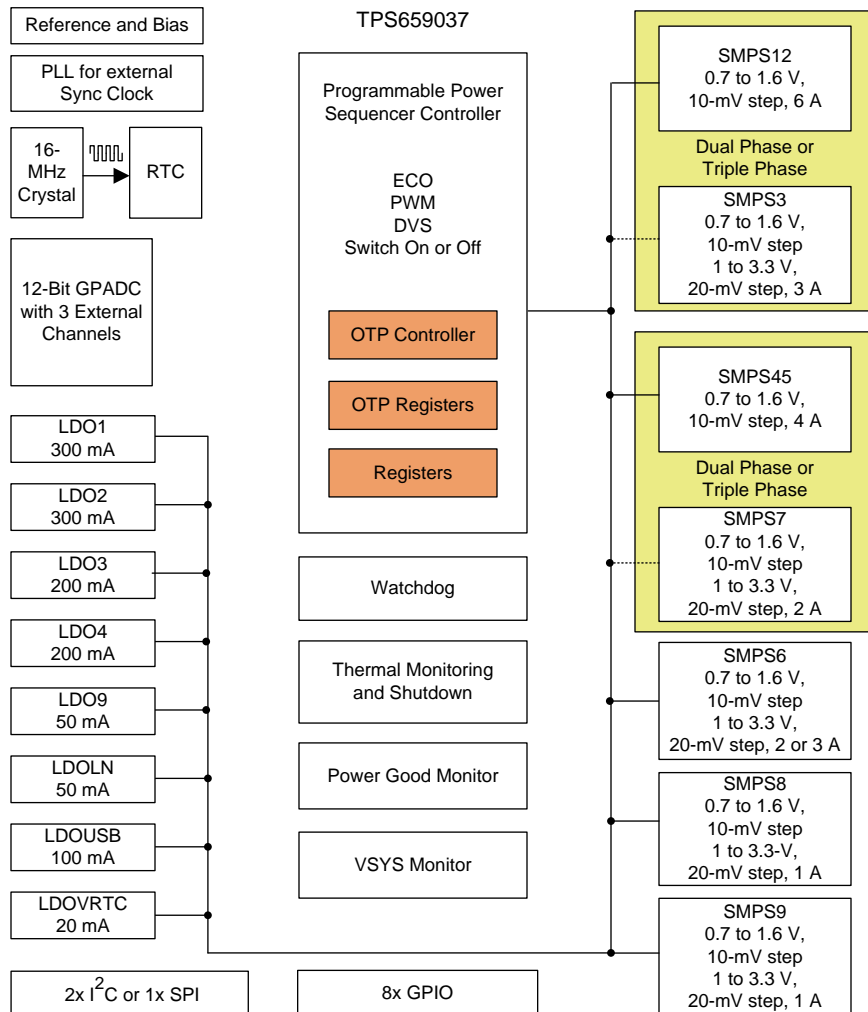 Reference and Bias
PLL for external
Sync Clock
16-
MHz
Crystal
RTC
12-Bit GPADC
with 3 External
Channels
LDO1
300 mA
LDO2
300 mA
LDO3
200 mA
LDO4
200 mA
LDO9
50 mA
LDOLN
50 mA
LDOUSB
100 mA
LDOVRTC
20 mA
2x I²C or 1x SPI
TPS659037
Programmable Power
Sequencer Controller
ECO
PWM
DVS
Switch On or Off
OTP Controller
OTP Registers
Registers
Watchdog
Thermal Monitoring
and Shutdown
Power Good Monitor
VSYS Monitor
8x GPIO
SMPS12
0.7 to 1.6 V,
10-mV step, 6 A
Dual Phase or
Triple Phase
SMPS3
0.7 to 1.6 V,
10-mV step
1 to 3.3 V,
20-mV step, 3 A
SMPS45
0.7 to 1.6 V,
10-mV step, 4 A
Dual Phase or
Triple Phase
SMPS7
0.7 to 1.6 V,
10-mV step
1 to 3.3 V,
20-mV step, 2 A
SMPS6
0.7 to 1.6 V,
10-mV step
1 to 3.3 V,
20-mV step, 2 or 3 A
SMPS8
0.7 to 1.6 V,
10-mV step
1 to 3.3-V,
20-mV step, 1 A
SMPS9
0.7 to 1.6 V,
10-mV step
1 to 3.3 V,
20-mV step, 1 A